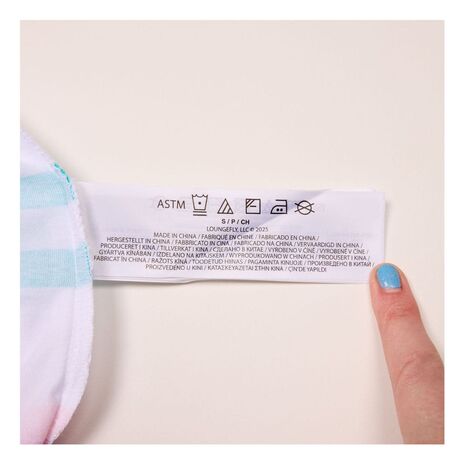 ASTM
S / P / CH
LOUNGEFLY, LLC © 2025
MADE IN CHINA / FABRIQUÉ EN CHINE / FABRICADO EN CHINA /
HERGESTELLT IN CHINA / FABBRICATO IN CINA / FABRICADO NA CHINA / VERVAARDIGD IN CHINA /
PRODUCERET I KINA / TILLVERKAT I KINA / СДЕЛАНО В КИТАЕ / VYROBENO V ČÍNĚ / VYROBENÉ V ČÍNE /
GYÁRTVA KÍNÁBAN / IZDELANO NA KITAJSKEM / WYPRODUKOWANO W CHINACH / PRODUSERT I KINA /
FABRICAT ÎN CHINA / RAŽOTS ĶĪNĀ / TOODETUD HIINAS / PAGAMINTA KINIJOJE / ПРОИЗВЕДЕНО В КИТАЙ /
PROIZVEDENO U KINI / ΚΑΤΑΣΚΕΥΑΖΕΤΑΙ ΣΤΗΝ ΚΙΝΑ / ÇİN'DE YAPILDI